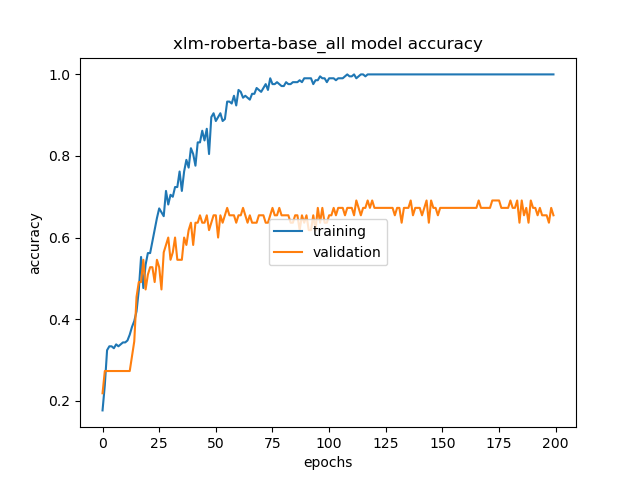 xlm-roberta-base_all model accuracy
1.0
0.8
0.6
0.4
0.2
accuracy
training
validation
0 25 50 75 100 125 150 175 200
epochs